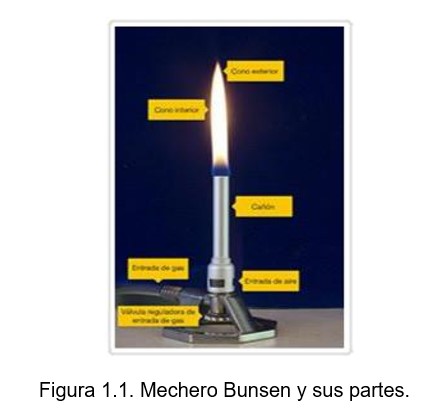 Cono exterior
Cono interior
Cañón
Entrada de gas
Entrada de aire
Válvula reguladora de
entrada de gas
Figura 1.1. Mechero Bunsen y sus partes.